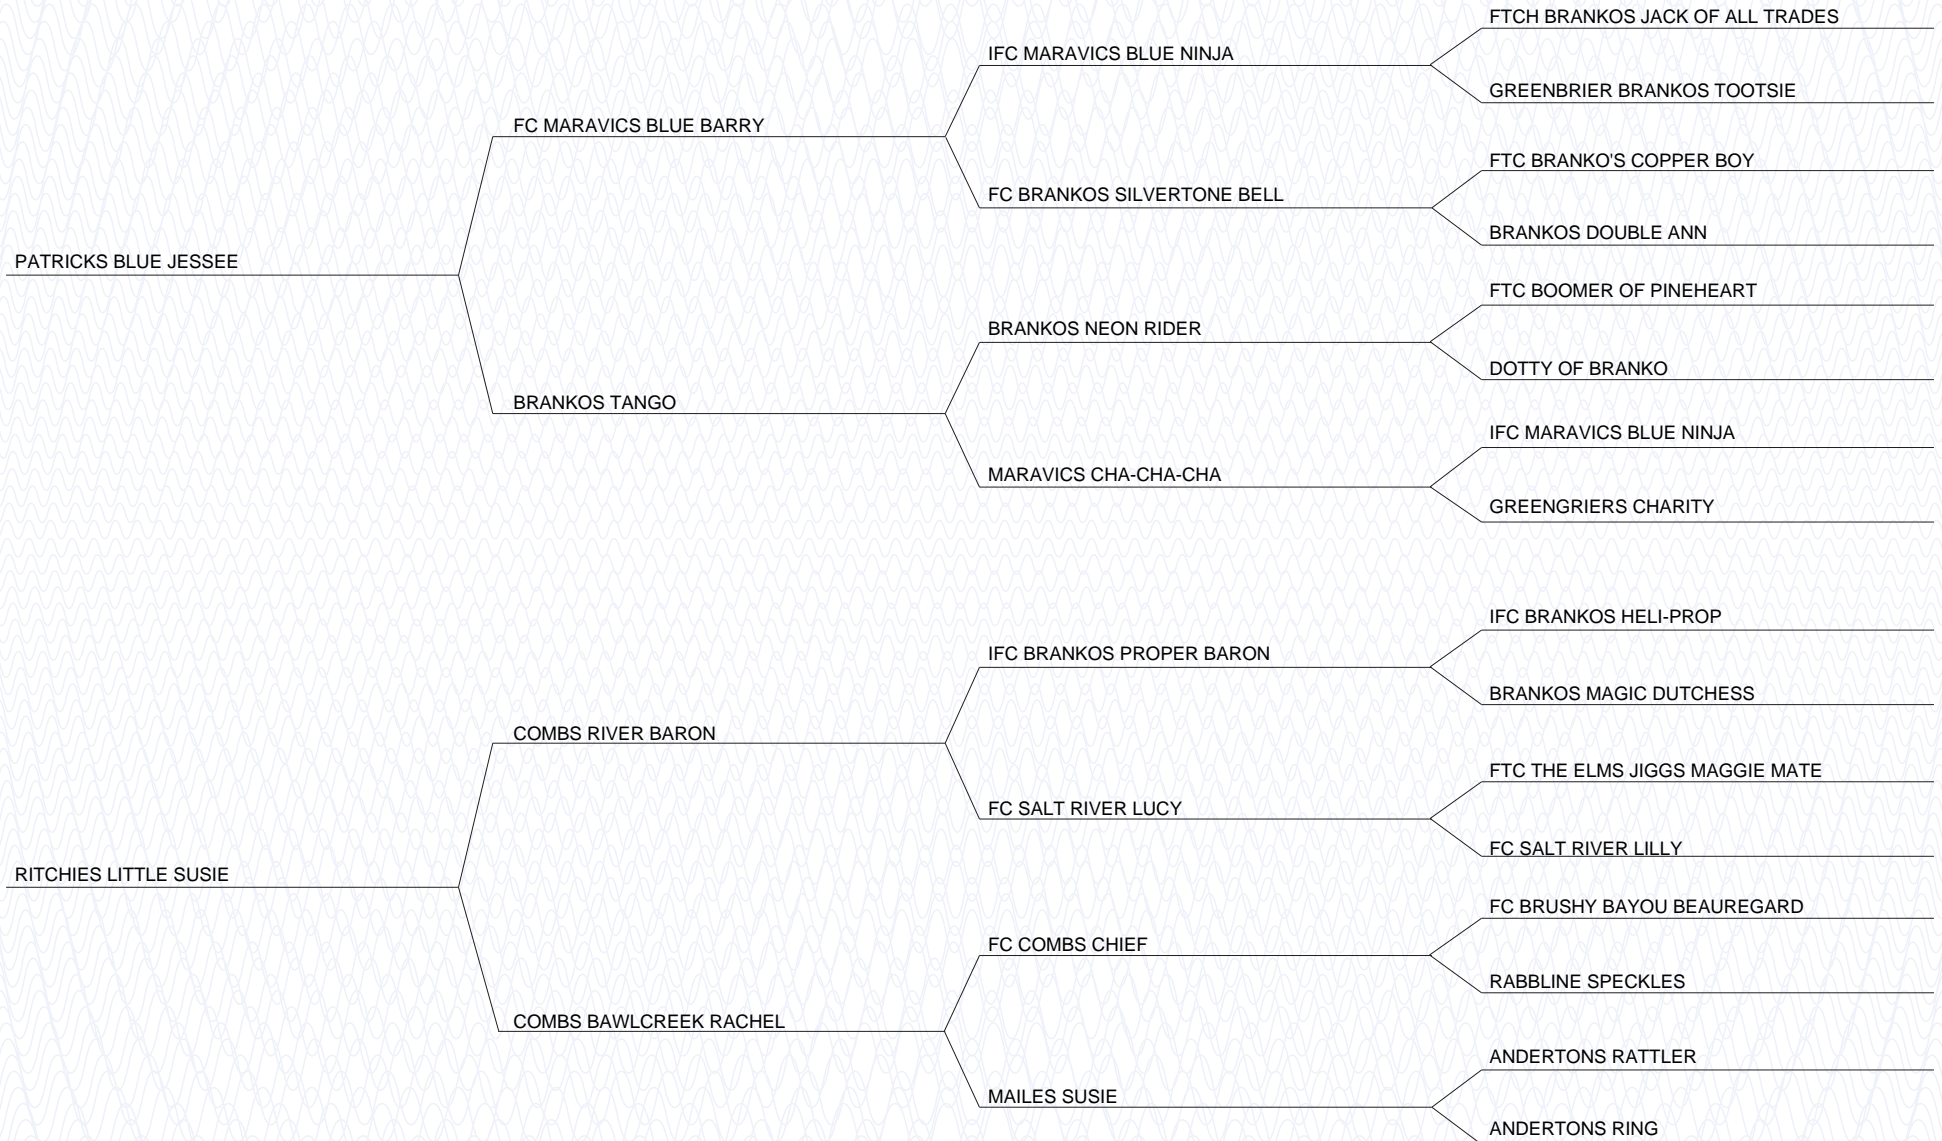 FTCH BRANKOS JACK OF ALL TRADES
IFC MARAVICS BLUE NINJA
GREENBRIER BRANKOS TOOTSIE
FC MARAVICS BLUE BARRY
FTC BRANKO'S COPPER BOY
FC BRANKOS SILVERTONE BELL
BRANKOS DOUBLE ANN
PATRICKS BLUE JESSEE
FTC BOOMER OF PINEHEART
BRANKOS NEON RIDER
DOTTY OF BRANKO
BRANKOS TANGO
IFC MARAVICS BLUE NINJA
MARAVICS CHA-CHA-CHA
GREENGRIERS CHARITY
IFC BRANKOS HELI-PROP
IFC BRANKOS PROPER BARON
BRANKOS MAGIC DUTCHESS
COMBS RIVER BARON
FTC THE ELMS JIGGS MAGGIE MATE
FC SALT RIVER LUCY
FC SALT RIVER LILLY
RITCHIES LITTLE SUSIE
FC BRUSHY BAYOU BEAUREGARD
FC COMBS CHIEF
RABBLINE SPECKLES
COMBS BAWLCREEK RACHEL
ANDERTONS RATTLER
MAILES SUSIE
ANDERTONS RING